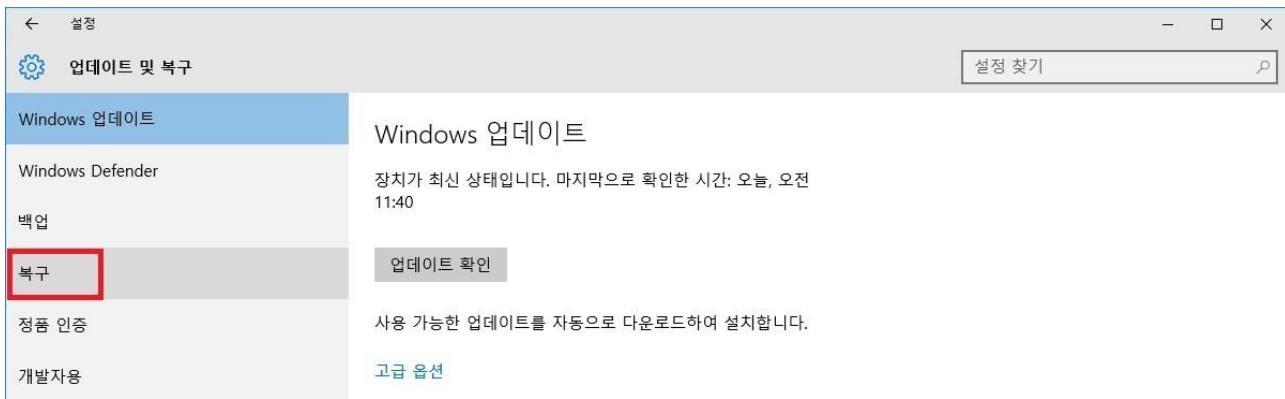 설정
업데이트 및 복구
설정 찾기
Windows 업데이트
Windows Defender
백업
복구
정품 인증
개발자용
Windows 업데이트
장치가 최신 상태입니다. 마지막으로 확인한 시간: 오늘, 오전
11:40
업데이트 확인
사용 가능한 업데이트를 자동으로 다운로드하여 설치합니다.
고급 옵션